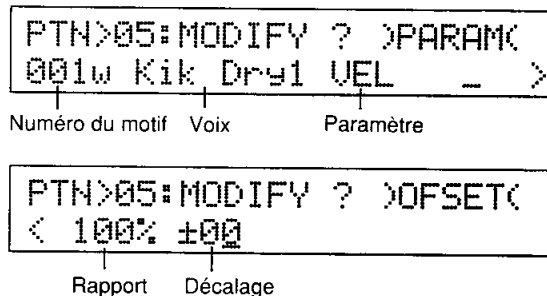 PTN>05:MODIFY ? )PARAM(
001w Kik Dry1 VEL _ >
Numéro du motif Voix Paramètre
PTN>05:MODIFY ? )OFSET(
< 100% ±00
Rapport Décalage